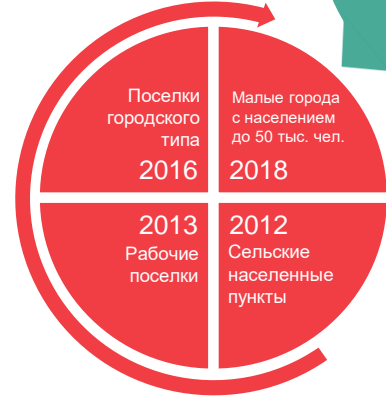 Поселки
городского
типа
2016
Малые города
с населением
до 50 тыс. чел.
2018
2013
Рабочие
поселки
2012
Сельские
населенные
пункты